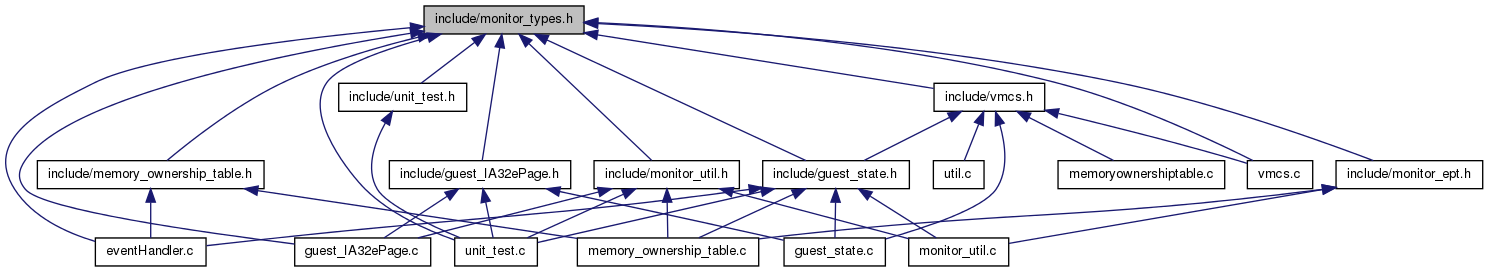 include/monitor_types.h
include/unit_test.h
include/vmcs.h
include/memory_ownership_table.h
include/guest_IA32ePage.h
include/monitor_util.h
include/guest_state.h
util.c
memoryownershiptable.c
vmcs.c
include/monitor_ept.h
eventHandler.c
guest_IA32ePage.c
unit_test.c
memory_ownership_table.c
guest_state.c
monitor_util.c